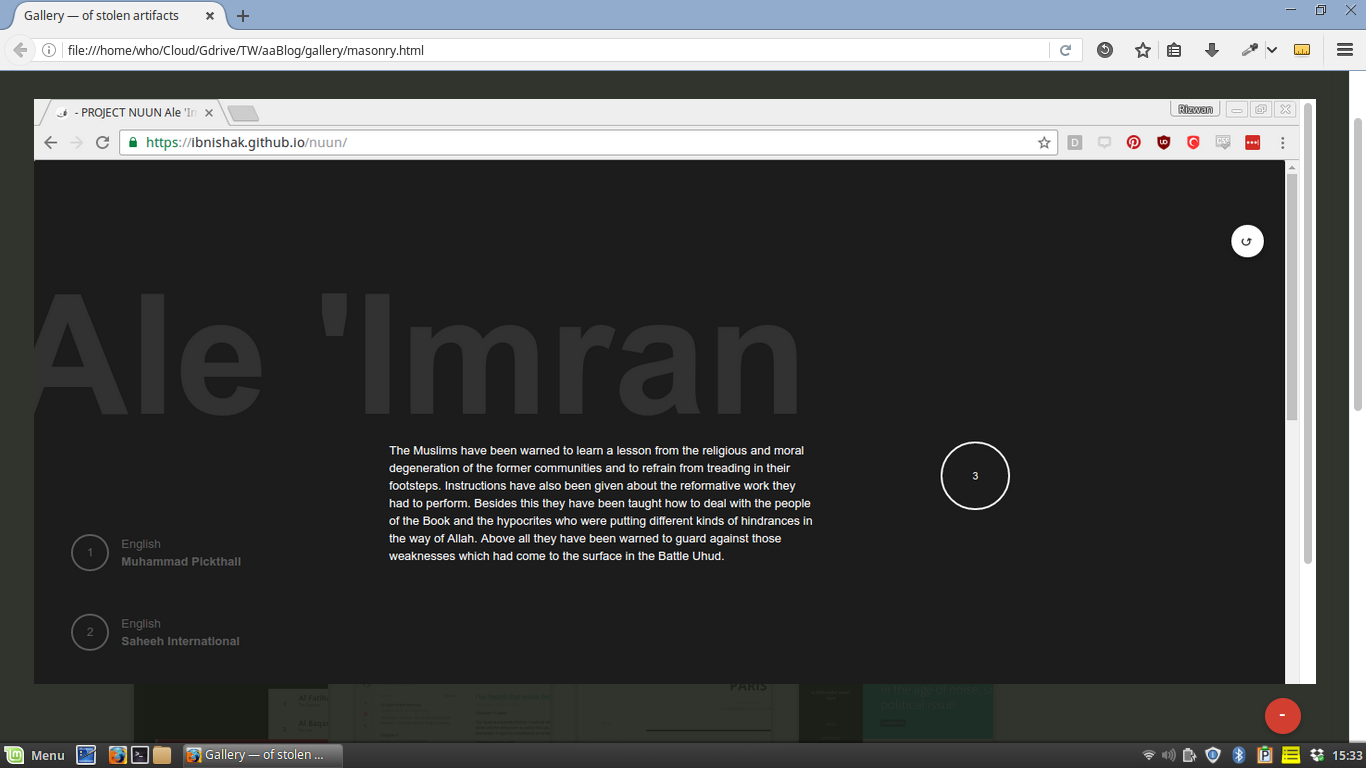 Gallery — of stolen artifacts
file:///home/who/Cloud/Gdrive/TW/aaBlog/gallery/masonry.html
- PROJECT NUUN Ale 'In
Rizwan
https://ibnishak.github.io/nuun/
Ale 'Imran
The Muslims have been warned to learn a lesson from the religious and moral
degeneration of the former communities and to refrain from treading in their
footsteps. Instructions have also been given about the reformative work they
had to perform. Besides this they have been taught how to deal with the people
of the Book and the hypocrites who were putting different kinds of hindrances in
the way of Allah. Above all they have been warned to guard against those
weaknesses which had come to the surface in the Battle Uhud.
3
1
English
Muhammad Pickthall
2
English
Saheeh International
PARIS
-
Menu
Gallery — of stolen ...
15:33